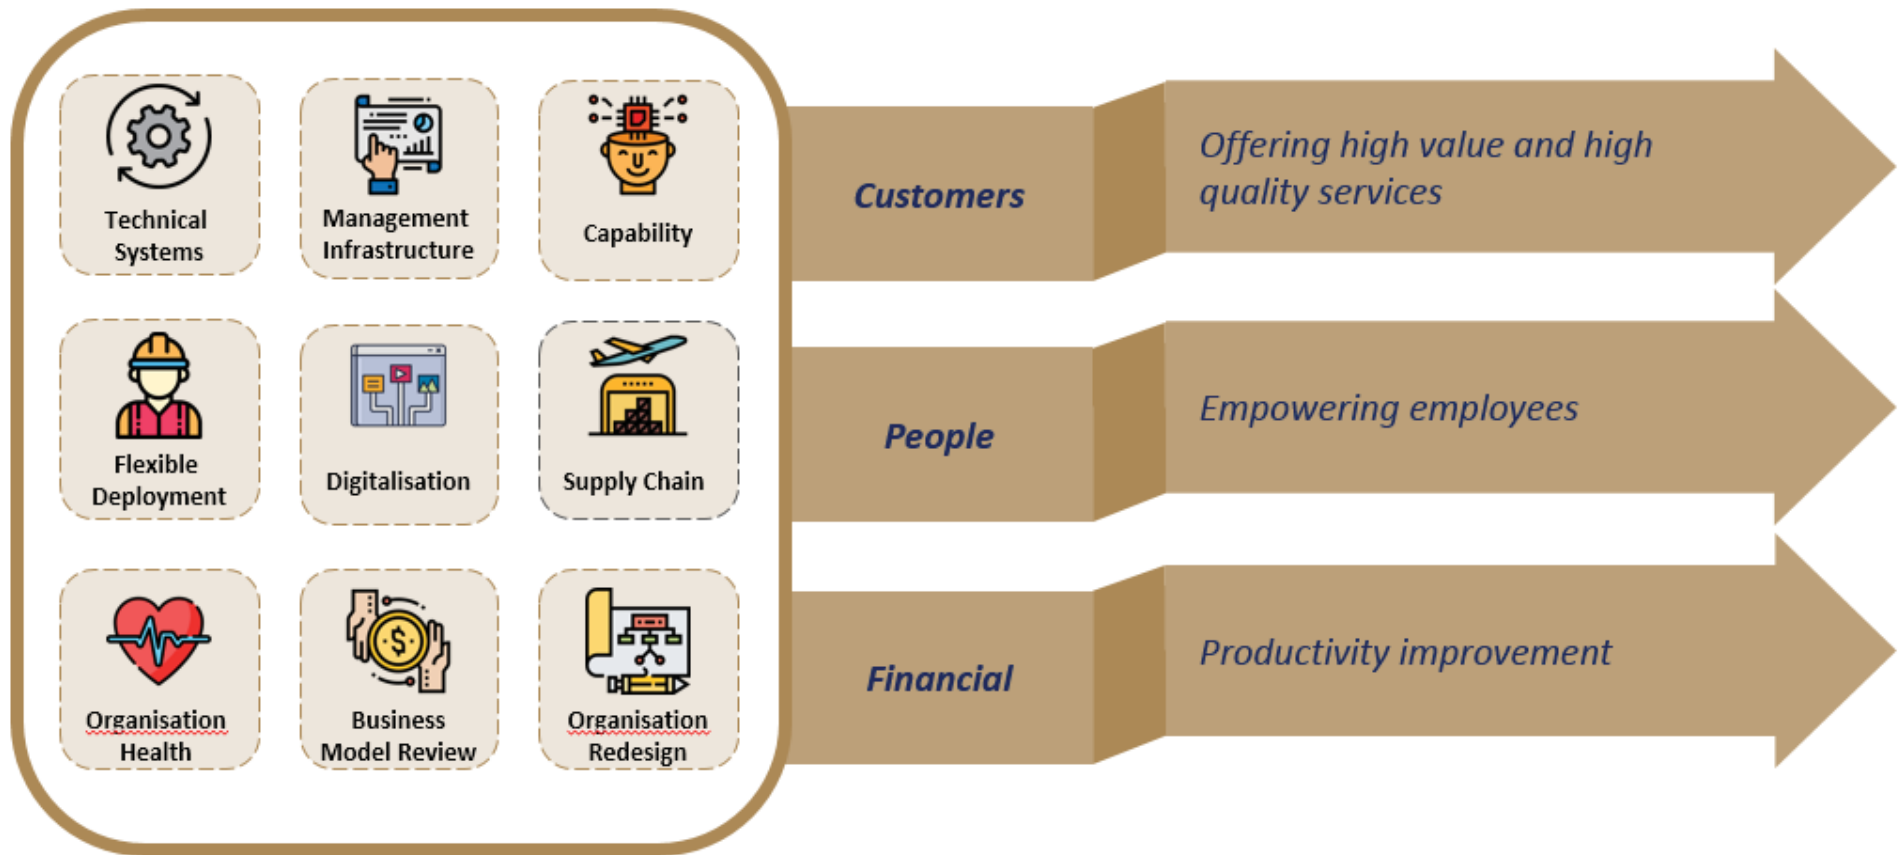 Technical
Systems
Management
Infrastructure
Capability
Flexible
Deployment
Digitalisation
Supply Chain
Organisation
Health
Business
Model Review
Organisation
Redesign
Customers
Offering high value and high
quality services
People
Empowering employees
Financial
Productivity improvement